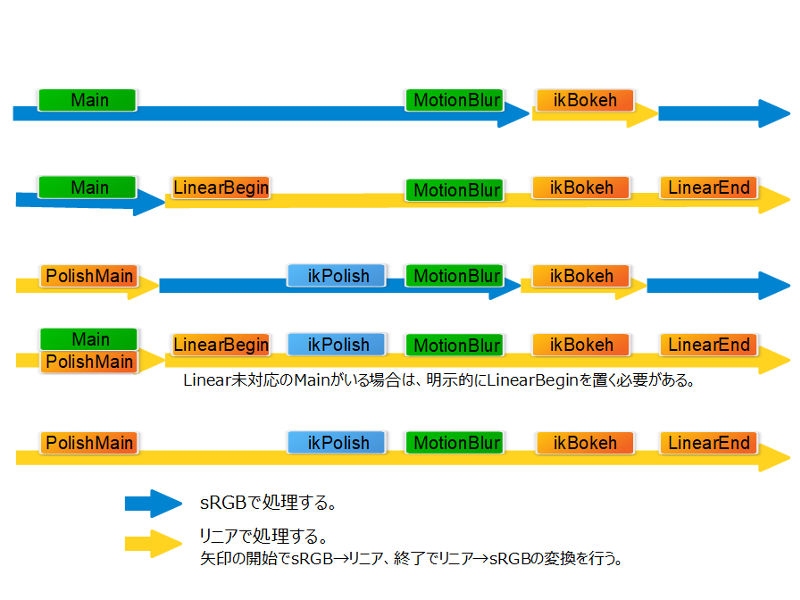 Main MotionBlur ikBokeh
Main LinearBegin MotionBlur ikBokeh LinearEnd
PolishMain ikPolish MotionBlur ikBokeh
Main
PolishMain LinearBegin ikPolish MotionBlur ikBokeh LinearEnd
Linear未対応のMainがいる場合は、明示的にLinearBeginを置く必要がある。
PolishMain ikPolish MotionBlur ikBokeh LinearEnd
sRGBで処理する。
リニアで処理する。
矢印の開始でsRGB→リニア、終了でリニア→sRGBの変換を行う。